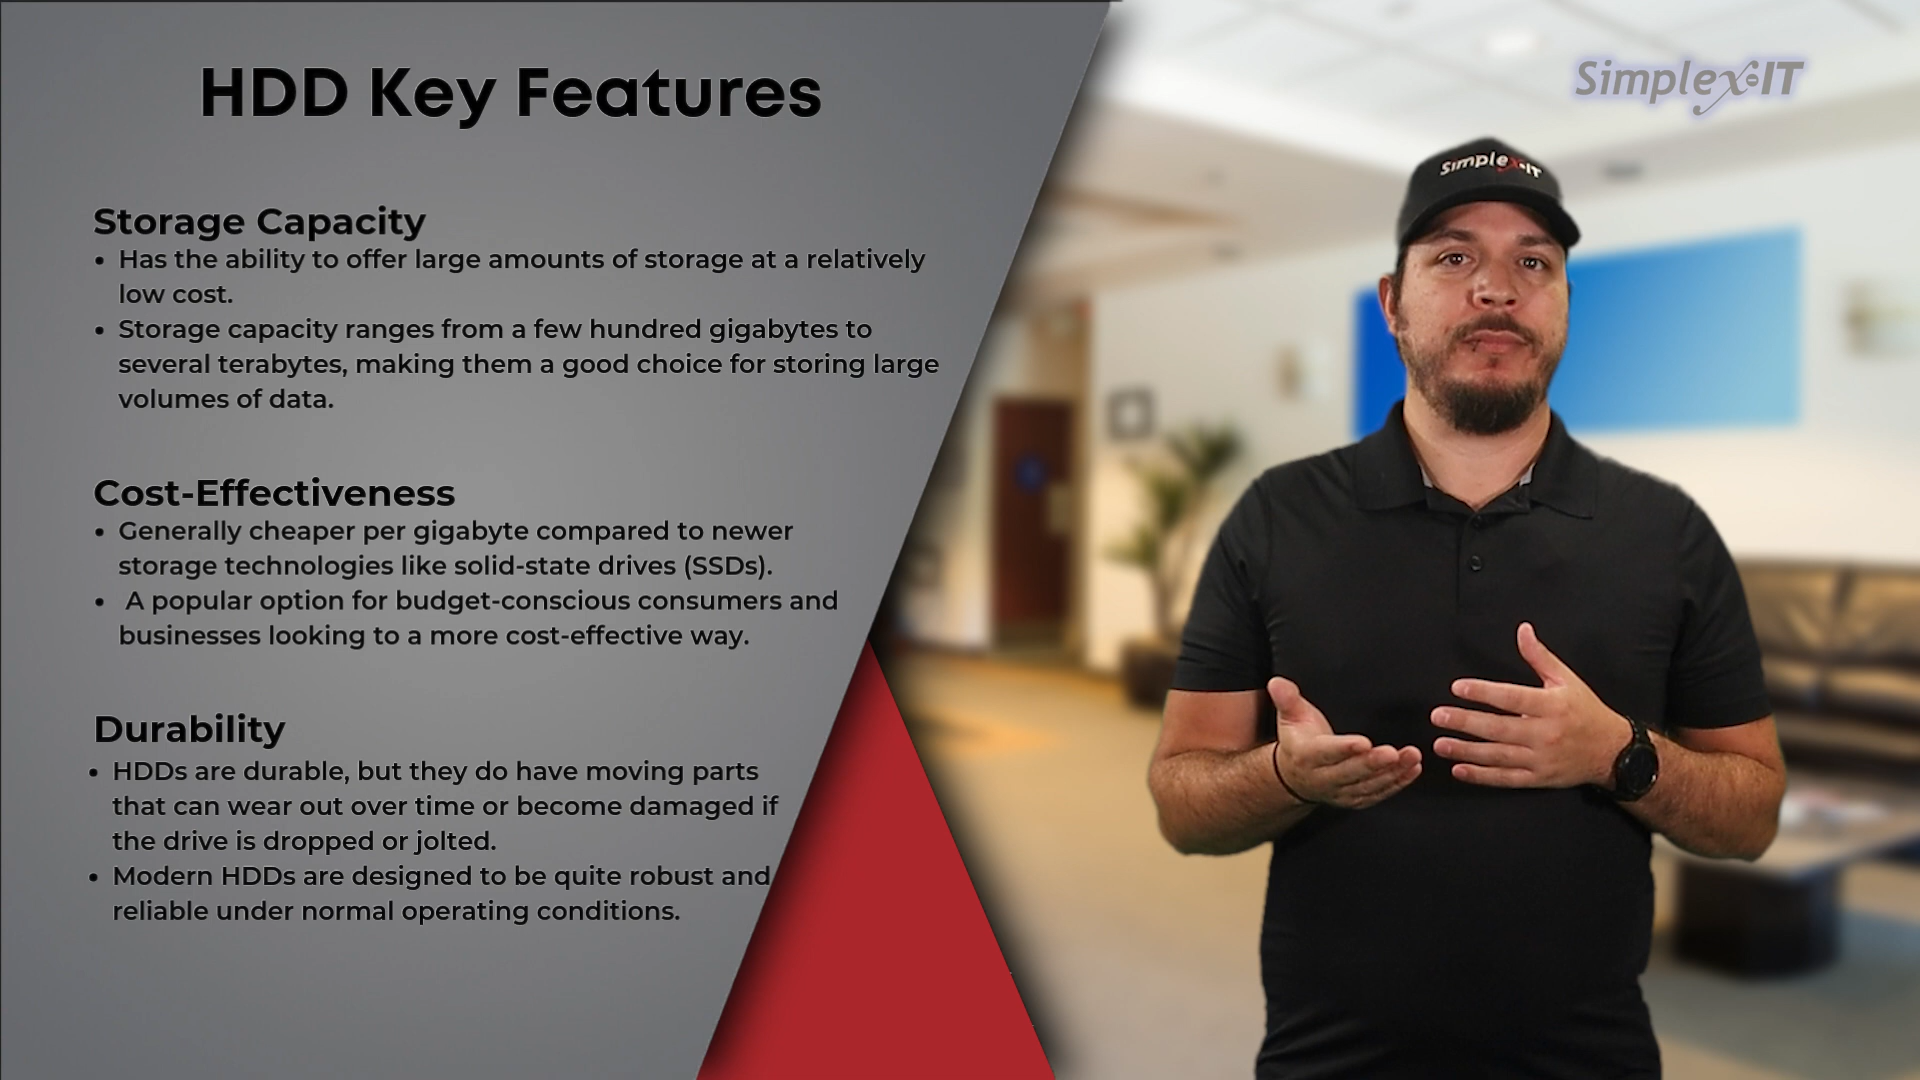 HDD Key Features
Simplex-IT
Simplex-IT
Storage Capacity
• Has the ability to offer large amounts of storage at a relatively
low cost.
• Storage capacity ranges from a few hundred gigabytes to
several terabytes, making them a good choice for storing large
volumes of data.
Cost-Effectiveness
• Generally cheaper per gigabyte compared to newer
storage technologies like solid-state drives (SSDs).
• A popular option for budget-conscious consumers and
businesses looking to a more cost-effective way.
Durability
• HDDs are durable, but they do have moving parts
that can wear out over time or become damaged if
the drive is dropped or jolted.
• Modern HDDs are designed to be quite robust and
reliable under normal operating conditions.